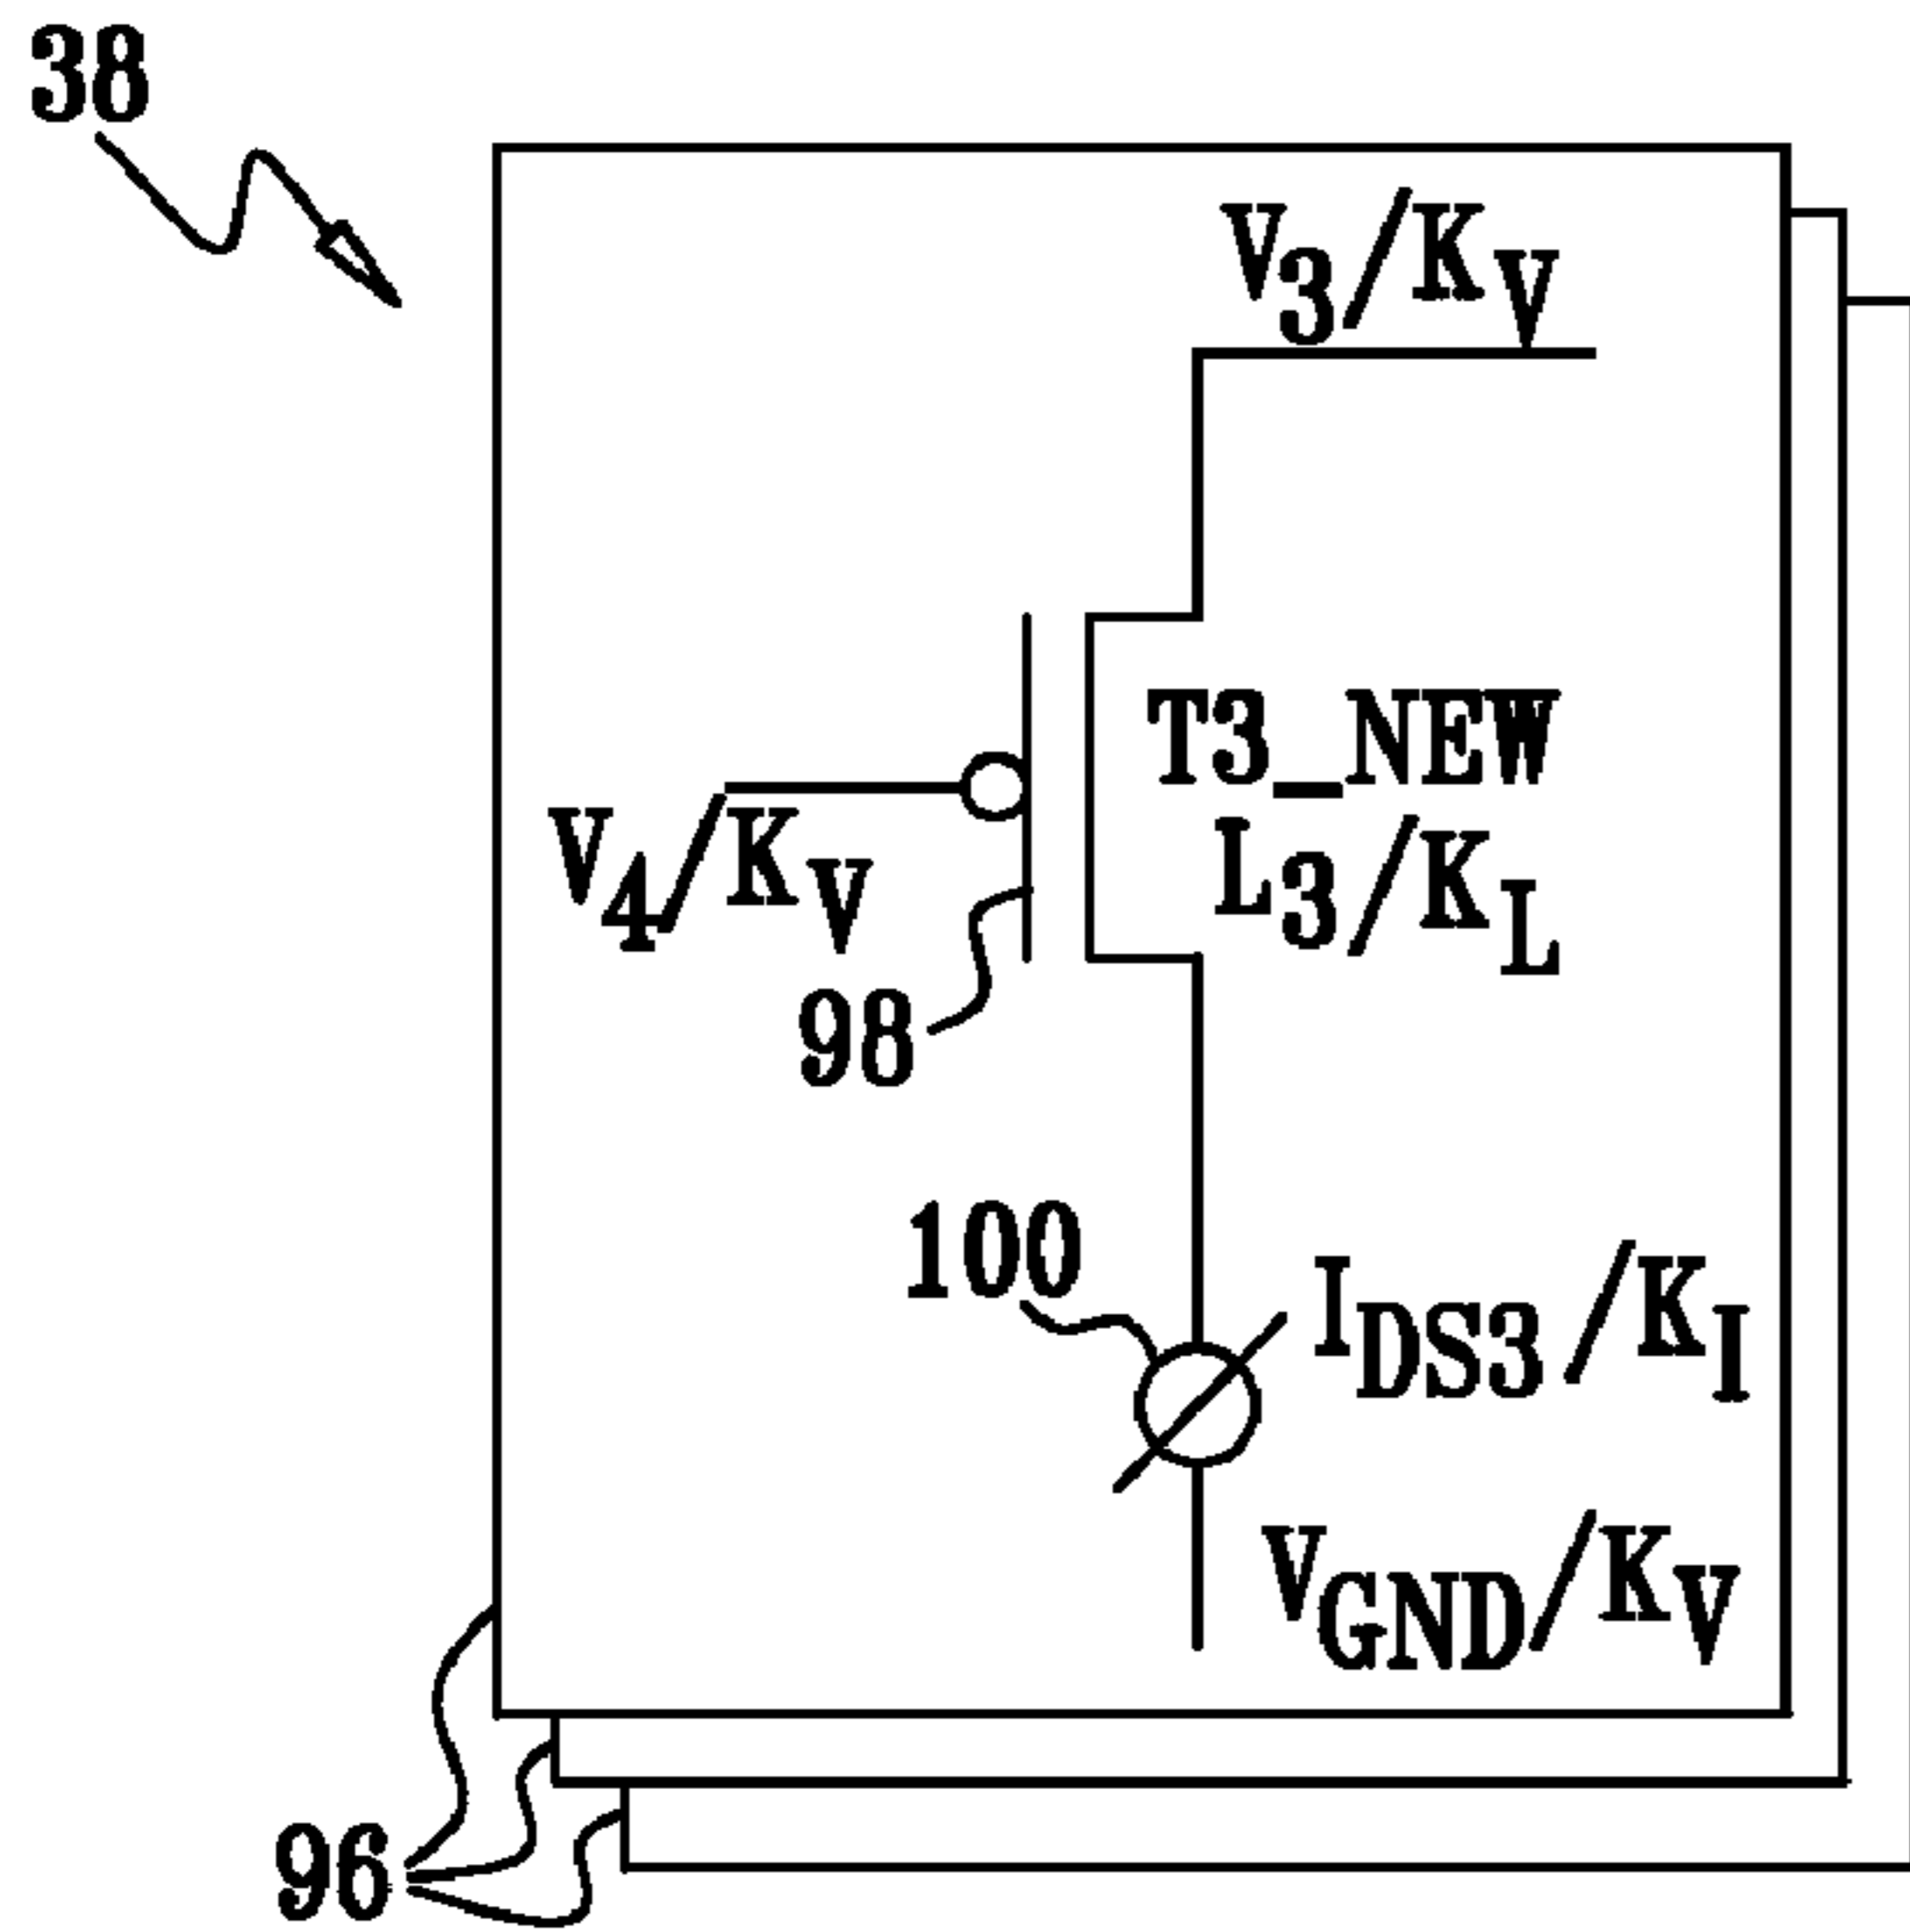 38
V3/KV
T3_NEW
V4/KV
L3/KL
98
100
IDS3/KI
VGND/KV
96